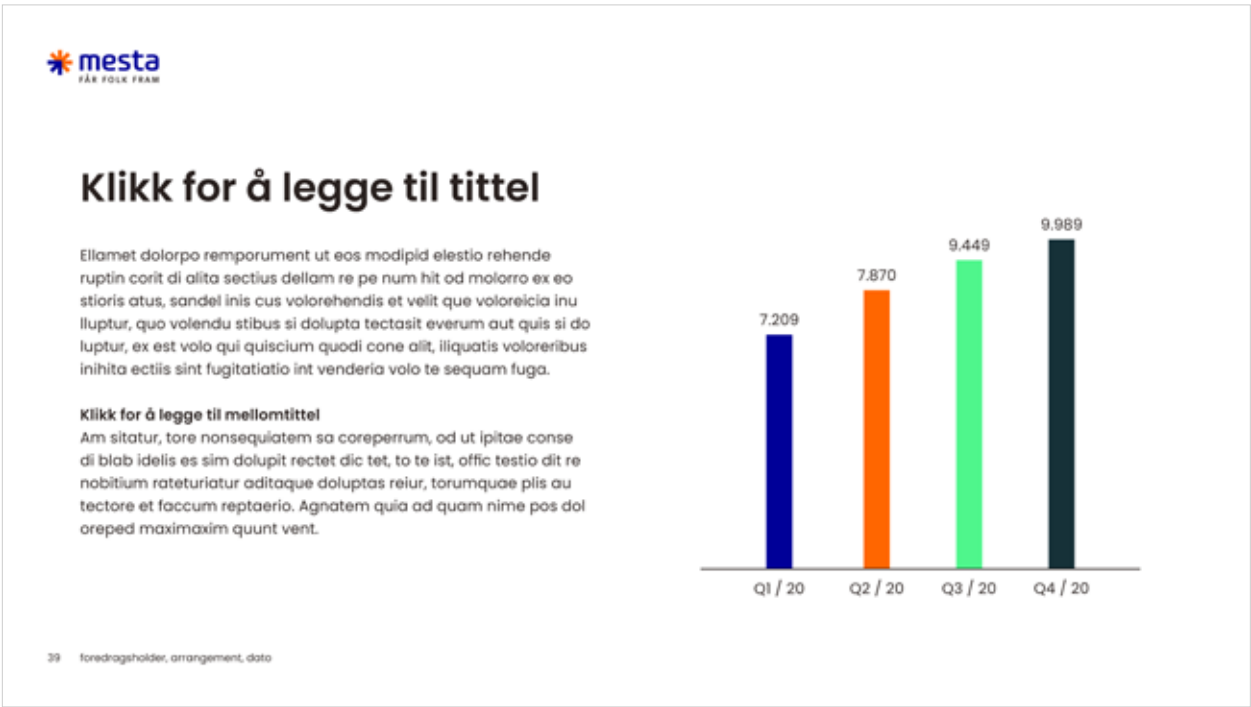 mesta
FÅR FOLK FRAM
Klikk for å legge til tittel
Ellamet dolorpo remporument ut eos modipid elestio rehende
ruptin corit di alita sectius dellam re pe num hit od molorro ex eo
stioris atus, sandel inis cus volorehendis et velit que voloreicia inu
lluptur, quo volendu stibus si dolupta tectasit everum aut quis si do
luptur, ex est volo qui quiscium quodi cone alit, iliquatis voloreribus
inihita ectiis sint fugitatiatio int venderia volo te sequam fuga.
Klikk for å legge til mellomtittel
Am sitatur, tore nonsequiatem sa coreperrum, od ut ipitae conse
di blab idelis es sim dolupit rectet dic tet, to te ist, offic testio dit re
nobitium rateturiatur aditaque doluptas reiur, torumquae plis au
tectore et faccum reptaerio. Agnatem quia ad quam nime pos dol
oreped maximaxim quunt vent.
7.209
7.870
9.449
9.989
Q1 / 20
Q2 / 20
Q3 / 20
Q4 / 20
39 foredragsholder, arrangement, dato